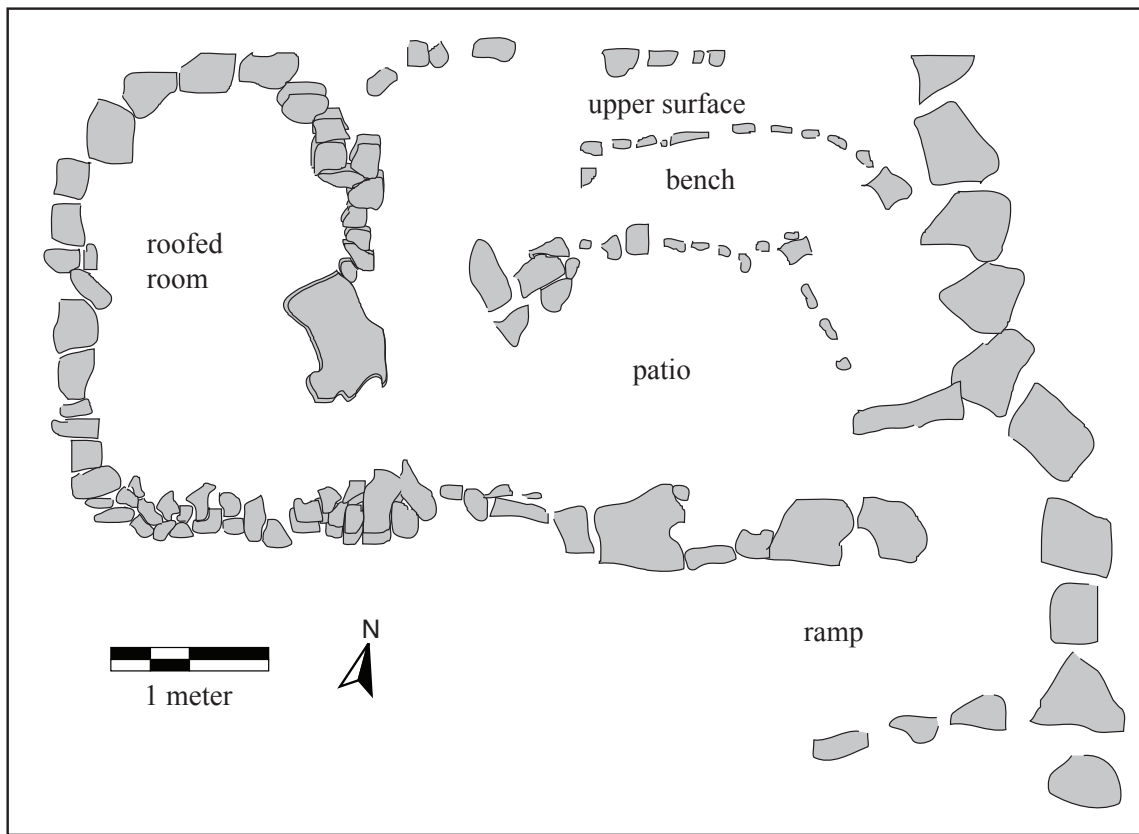 upper surface
bench
roofed
room
patio
N
ramp
1 meter